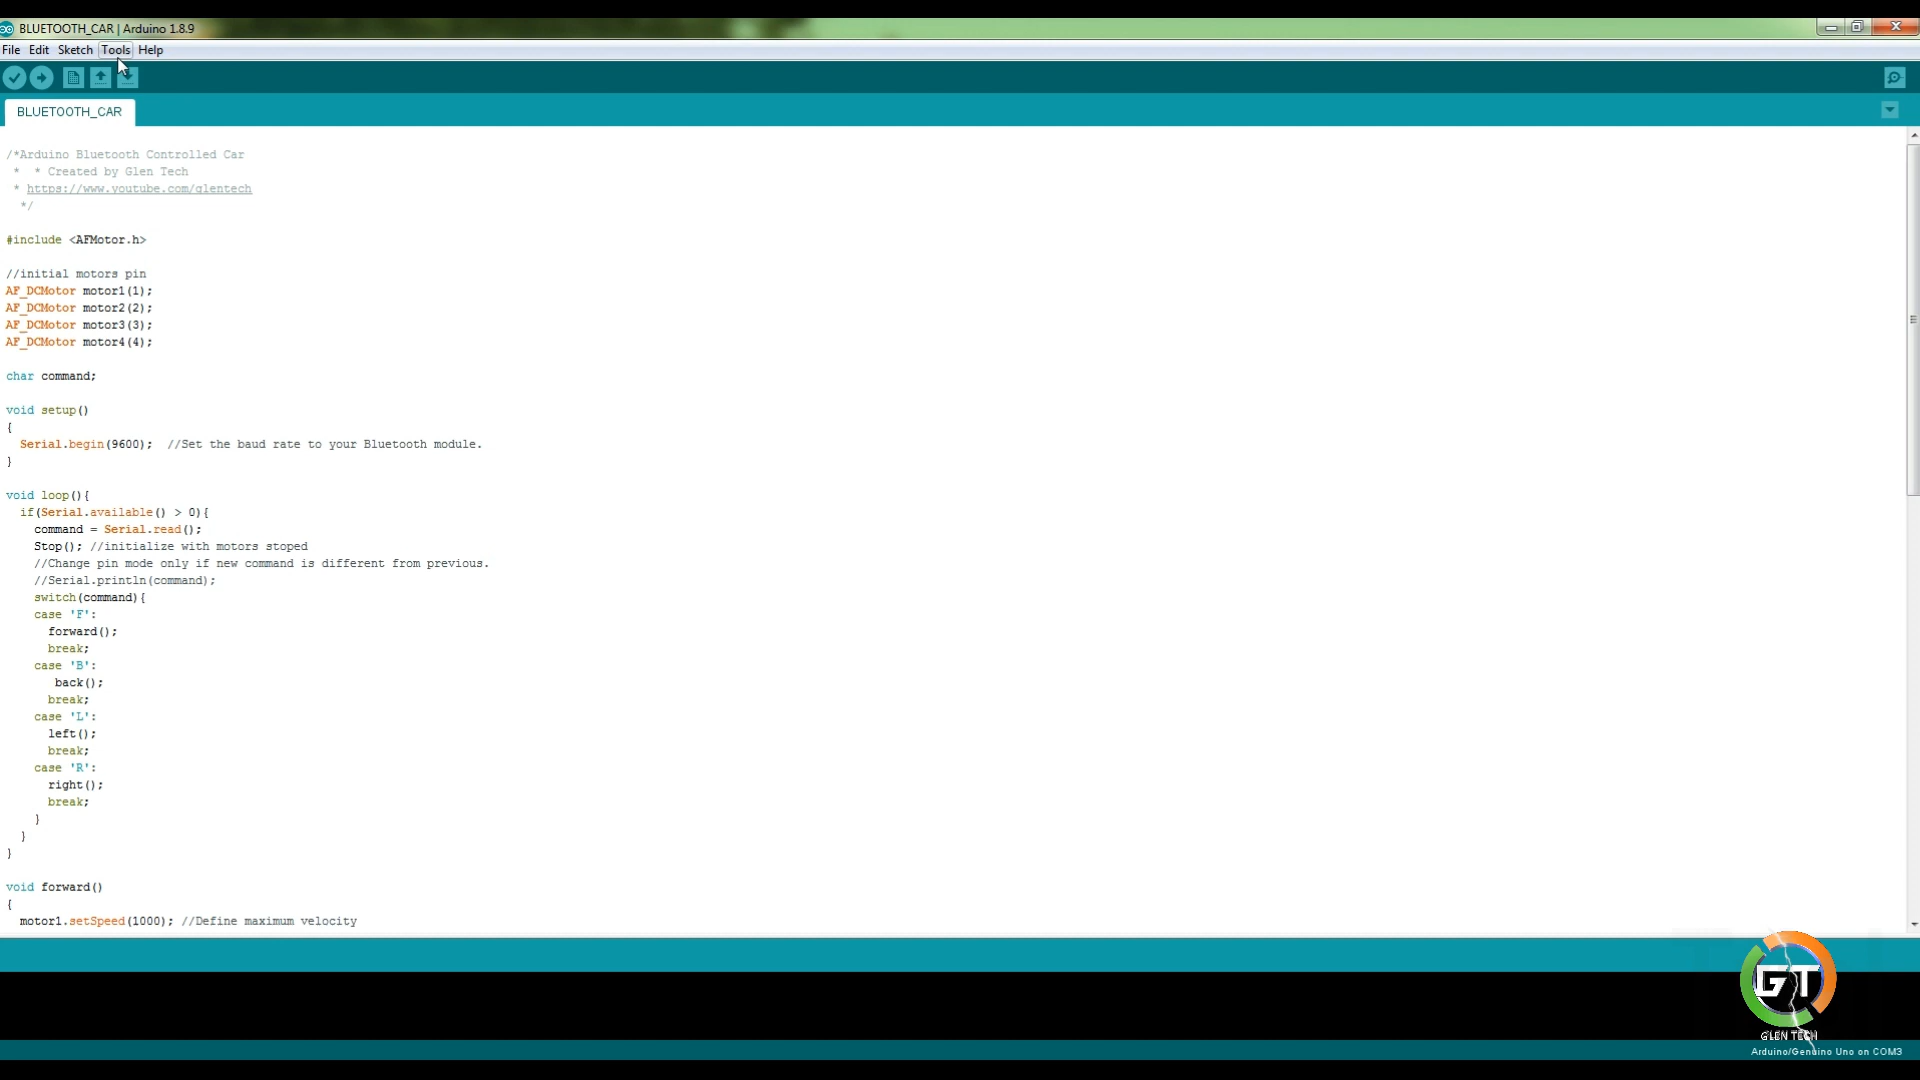 BLUETOOTH_CAR | Arduino 1.8.9
File Edit Sketch Tools Help
BLUETOOTH_CAR
/*Arduino Bluetooth Controlled Car
 *  * Created by Glen Tech
 * https://www.youtube.com/glentech
  */
#include <AFMotor.h>
//initial motors pin
AF_DCMotor motor1(1);
AF_DCMotor motor2(2);
AF_DCMotor motor3(3);
AF_DCMotor motor4(4);
char command;
void setup()
{
  Serial.begin(9600);  //Set the baud rate to your Bluetooth module.
}
void loop(){
  if(Serial.available() > 0){
    command = Serial.read();
    Stop(); //initialize with motors stoped
    //Change pin mode only if new command is different from previous.
    //Serial.println(command);
    switch(command){
    case 'F':
      forward();
      break;
    case 'B':
       back();
      break;
    case 'L':
      left();
      break;
    case 'R':
      right();
      break;
    }
  }
}
void forward()
{
  motor1.setSpeed(1000); //Define maximum velocity
GT
GLEN TECH
Arduino/Genuino Uno on COM3